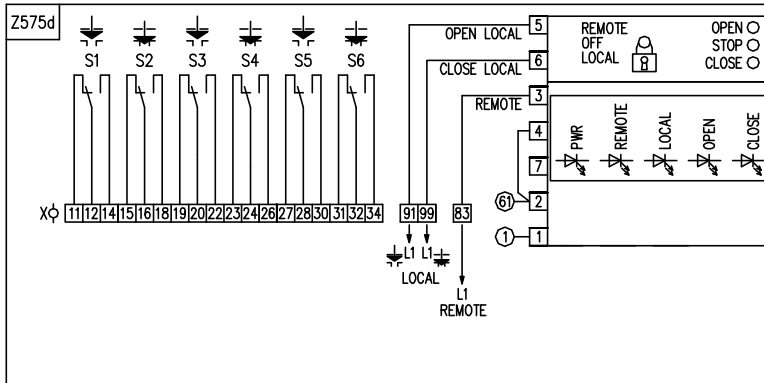 Z575d
S1 S2 S3 S4 S5 S6
OPEN LOCAL 5
CLOSE LOCAL 6
REMOTE 3
4
7
61 2
1 1
REMOTE
OFF
LOCAL
OPEN
STOP
CLOSE
PWR
REMOTE
LOCAL
OPEN
CLOSE
X 11 12 14 15 16 18 19 20 22 23 24 26 27 28 30 31 32 34 91 99 83
L1 L1
LOCAL
L1
REMOTE